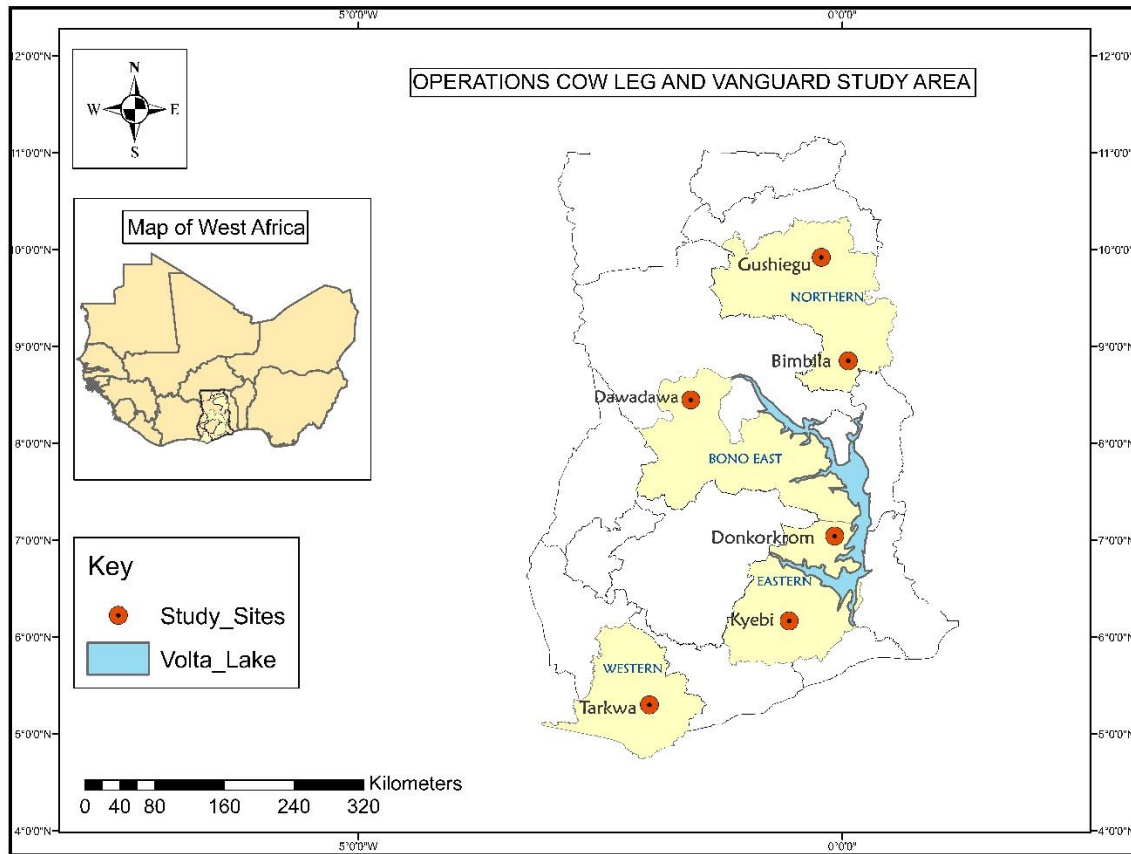 5°0'0"W
0°0'0"
12°0'0"N
12°0'0"N
N
W
E
S
OPERATIONS COW LEG AND VANGUARD STUDY AREA
11°0'0"N
11°0'0"N
Map of West Africa
10°0'0"N
10°0'0"N
Gushiegu
NORTHERN
9°0'0"N
9°0'0"N
Bimbila
Dawadawa
8°0'0"N
8°0'0"N
BONO EAST
7°0'0"N
7°0'0"N
Donkorkrom
Key
EASTERN
Study_Sites
Kyebi
6°0'0"N
6°0'0"N
Volta_Lake
WESTERN
Tarkwa
5°0'0"N
5°0'0"N
Kilometers
0 40 80 160 240 320
4°0'0"N
4°0'0"N
5°0'0"W
0°0'0"